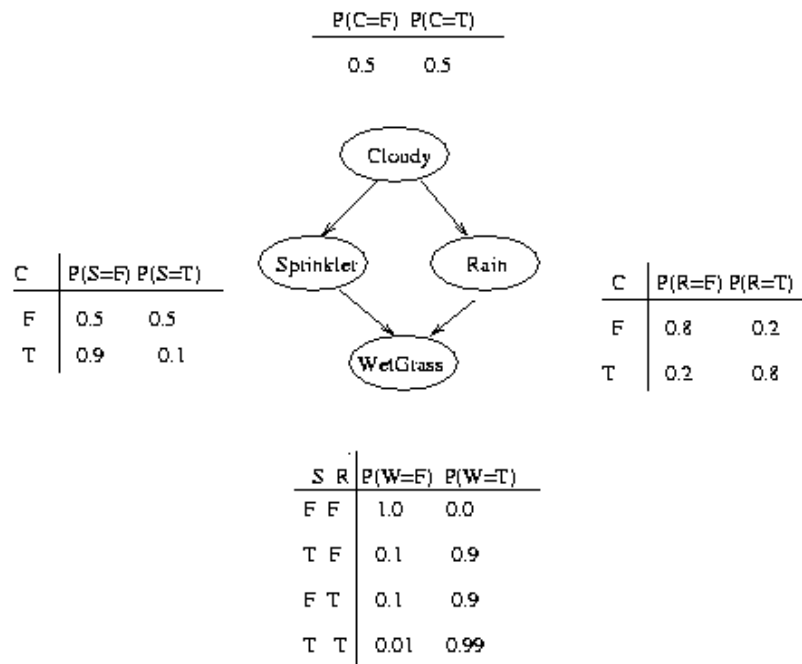 P(C=F) P(C=T)
0.5 0.5
Cloudy
Sprinkler
Rain
WetGrass
C P(S=F) P(S=T)
F 0.5 0.5
T 0.9 0.1
C P(R=F) P(R=T)
F 0.8 0.2
T 0.2 0.8
S R P(W=F) P(W=T)
F F 1.0 0.0
T F 0.1 0.9
F T 0.1 0.9
T T 0.01 0.99